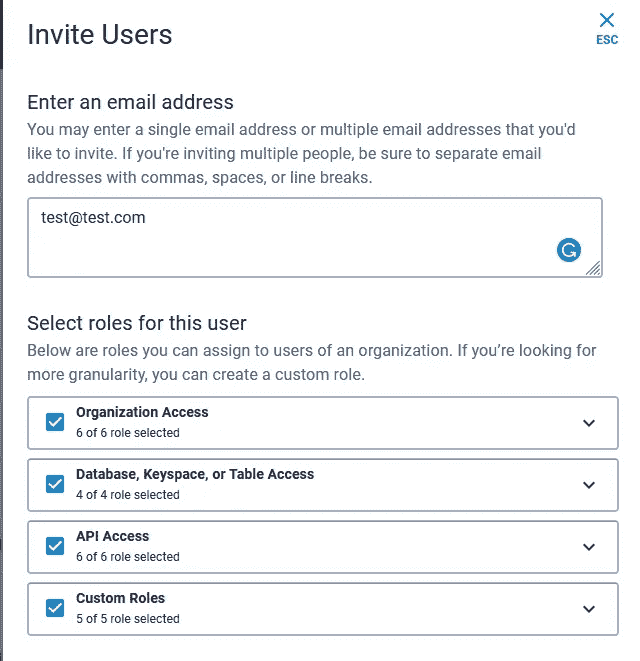 Invite Users
ESC
Enter an email address
You may enter a single email address or multiple email addresses that you'd
like to invite. If you're inviting multiple people, be sure to separate email
addresses with commas, spaces, or line breaks.
test@test.com
Select roles for this user
Below are roles you can assign to users of an organization. If you’re looking for
more granularity, you can create a custom role.
Organization Access
6 of 6 role selected
Database, Keyspace, or Table Access
4 of 4 role selected
API Access
6 of 6 role selected
Custom Roles
5 of 5 role selected